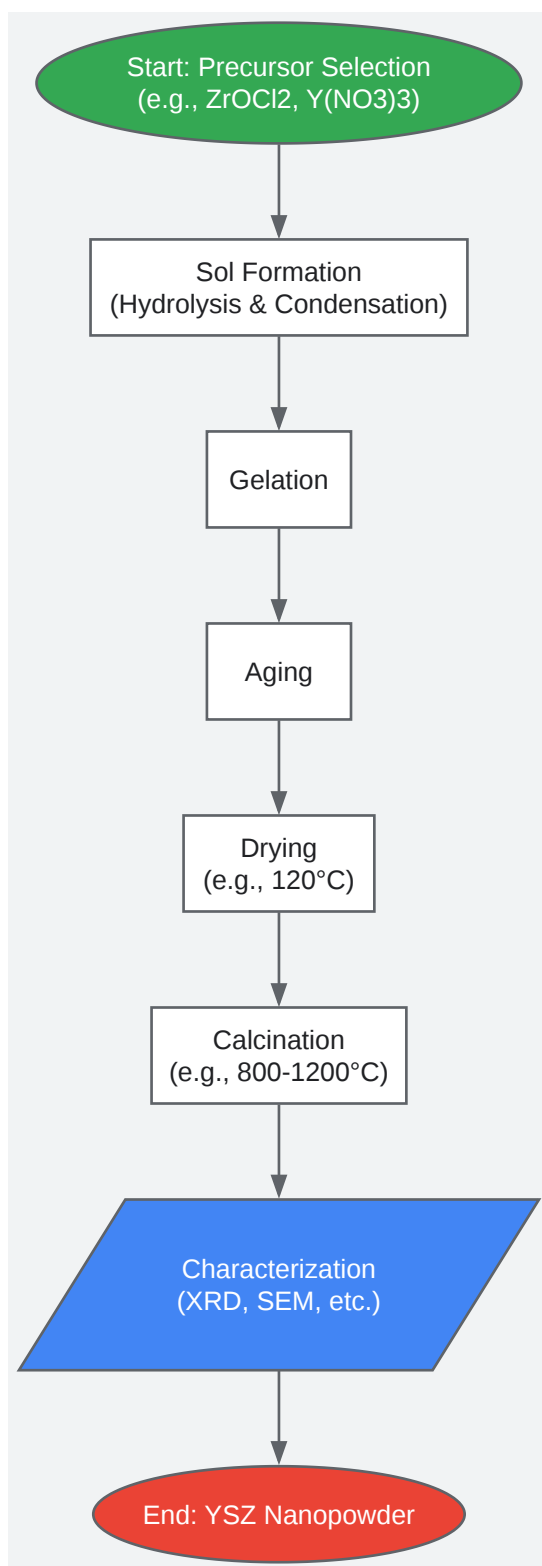 Start: Precursor Selection
(e.g., ZrOCl2, Y(NO3)3)
Sol Formation
(Hydrolysis & Condensation)
Gelation
Aging
Drying
(e.g., 120°C)
Calcination
(e.g., 800-1200°C)
Characterization
(XRD, SEM, etc.)
End: YSZ Nanopowder